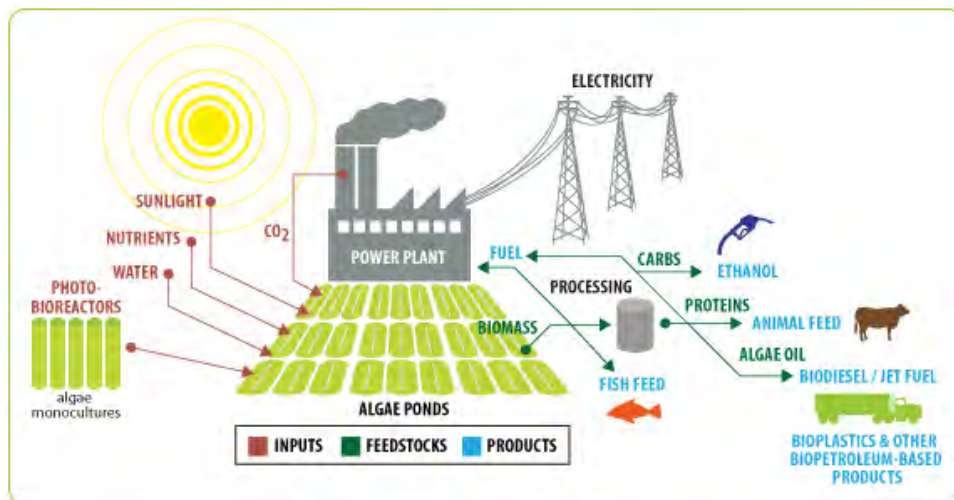 ELECTRICITY
SUNLIGHT
CO2
NUTRIENTS
POWER PLANT
FUEL
CARBS
WATER
ETHANOL
PHOTO-
BIOREACTORS
PROCESSING
PROTEINS
BIOMASS
ANIMAL FEED
ALGAE OIL
FISH FEED
BIODIESEL / JET FUEL
algae
monocultures
ALGAE PONDS
INPUTS
FEEDSTOCKS
PRODUCTS
BIOPLASTICS & OTHER
BIOPETROLEUM-BASED
PRODUCTS